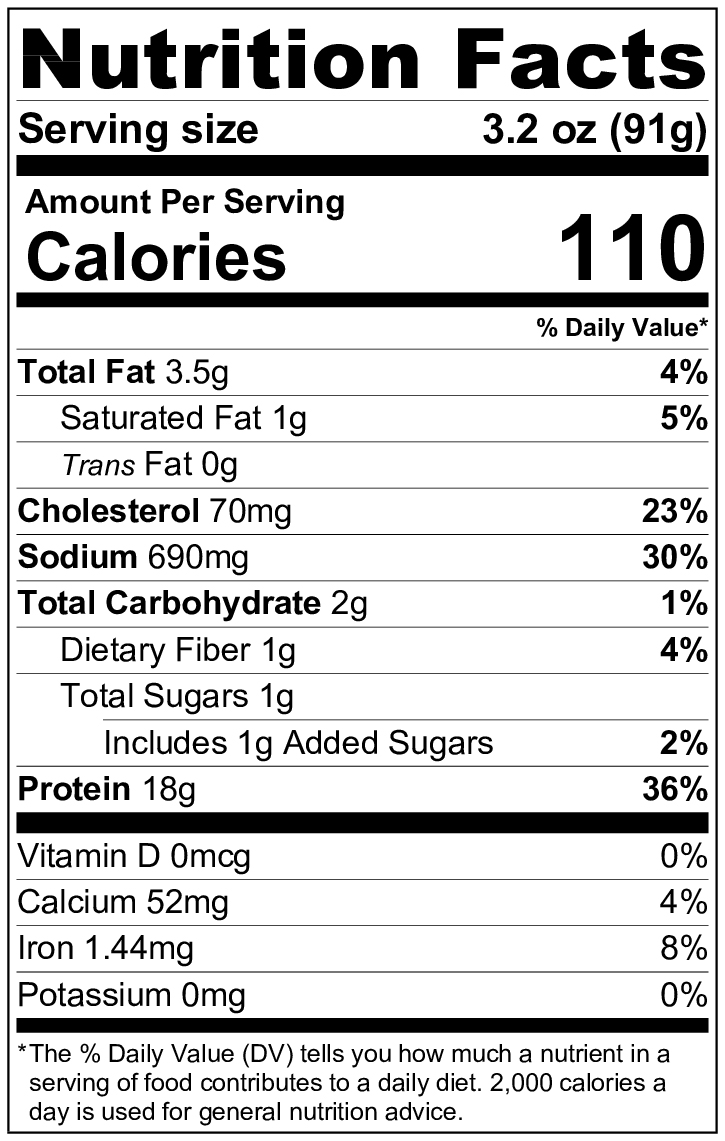 Nutrition Facts
Serving size 3.2 oz (91g)
Amount Per Serving
Calories 110
% Daily Value*
Total Fat 3.5g 4%
Saturated Fat 1g 5%
Trans Fat 0g
Cholesterol 70mg 23%
Sodium 690mg 30%
Total Carbohydrate 2g 1%
Dietary Fiber 1g 4%
Total Sugars 1g
Includes 1g Added Sugars 2%
Protein 18g 36%
Vitamin D 0mcg 0%
Calcium 52mg 4%
Iron 1.44mg 8%
Potassium 0mg 0%
*The % Daily Value (DV) tells you how much a nutrient in a
serving of food contributes to a daily diet. 2,000 calories a
day is used for general nutrition advice.